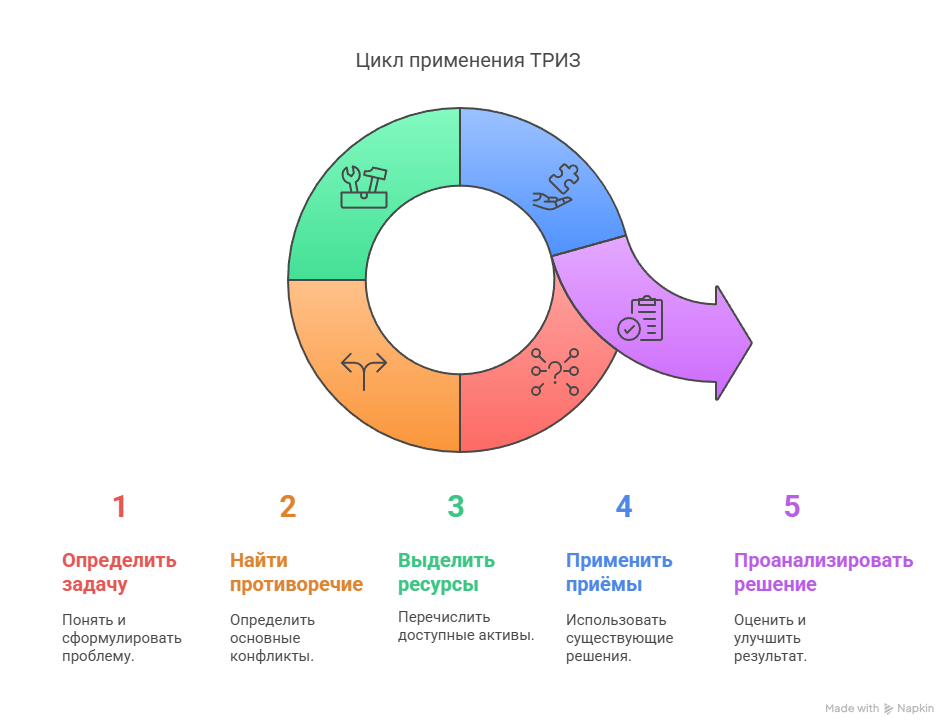 Цикл применения ТРИЗ
1
Определить
задачу
Понять и
сформулировать
проблему.
2
Найти
противоречие
Определить
основные
конфликты.
3
Выделить
ресурсы
Перечислить
доступные активы.
4
Применить
приёмы
Использовать
существующие
решения.
5
Проанализировать
решение
Оценить и
улучшить
результат.
Made with Napkin